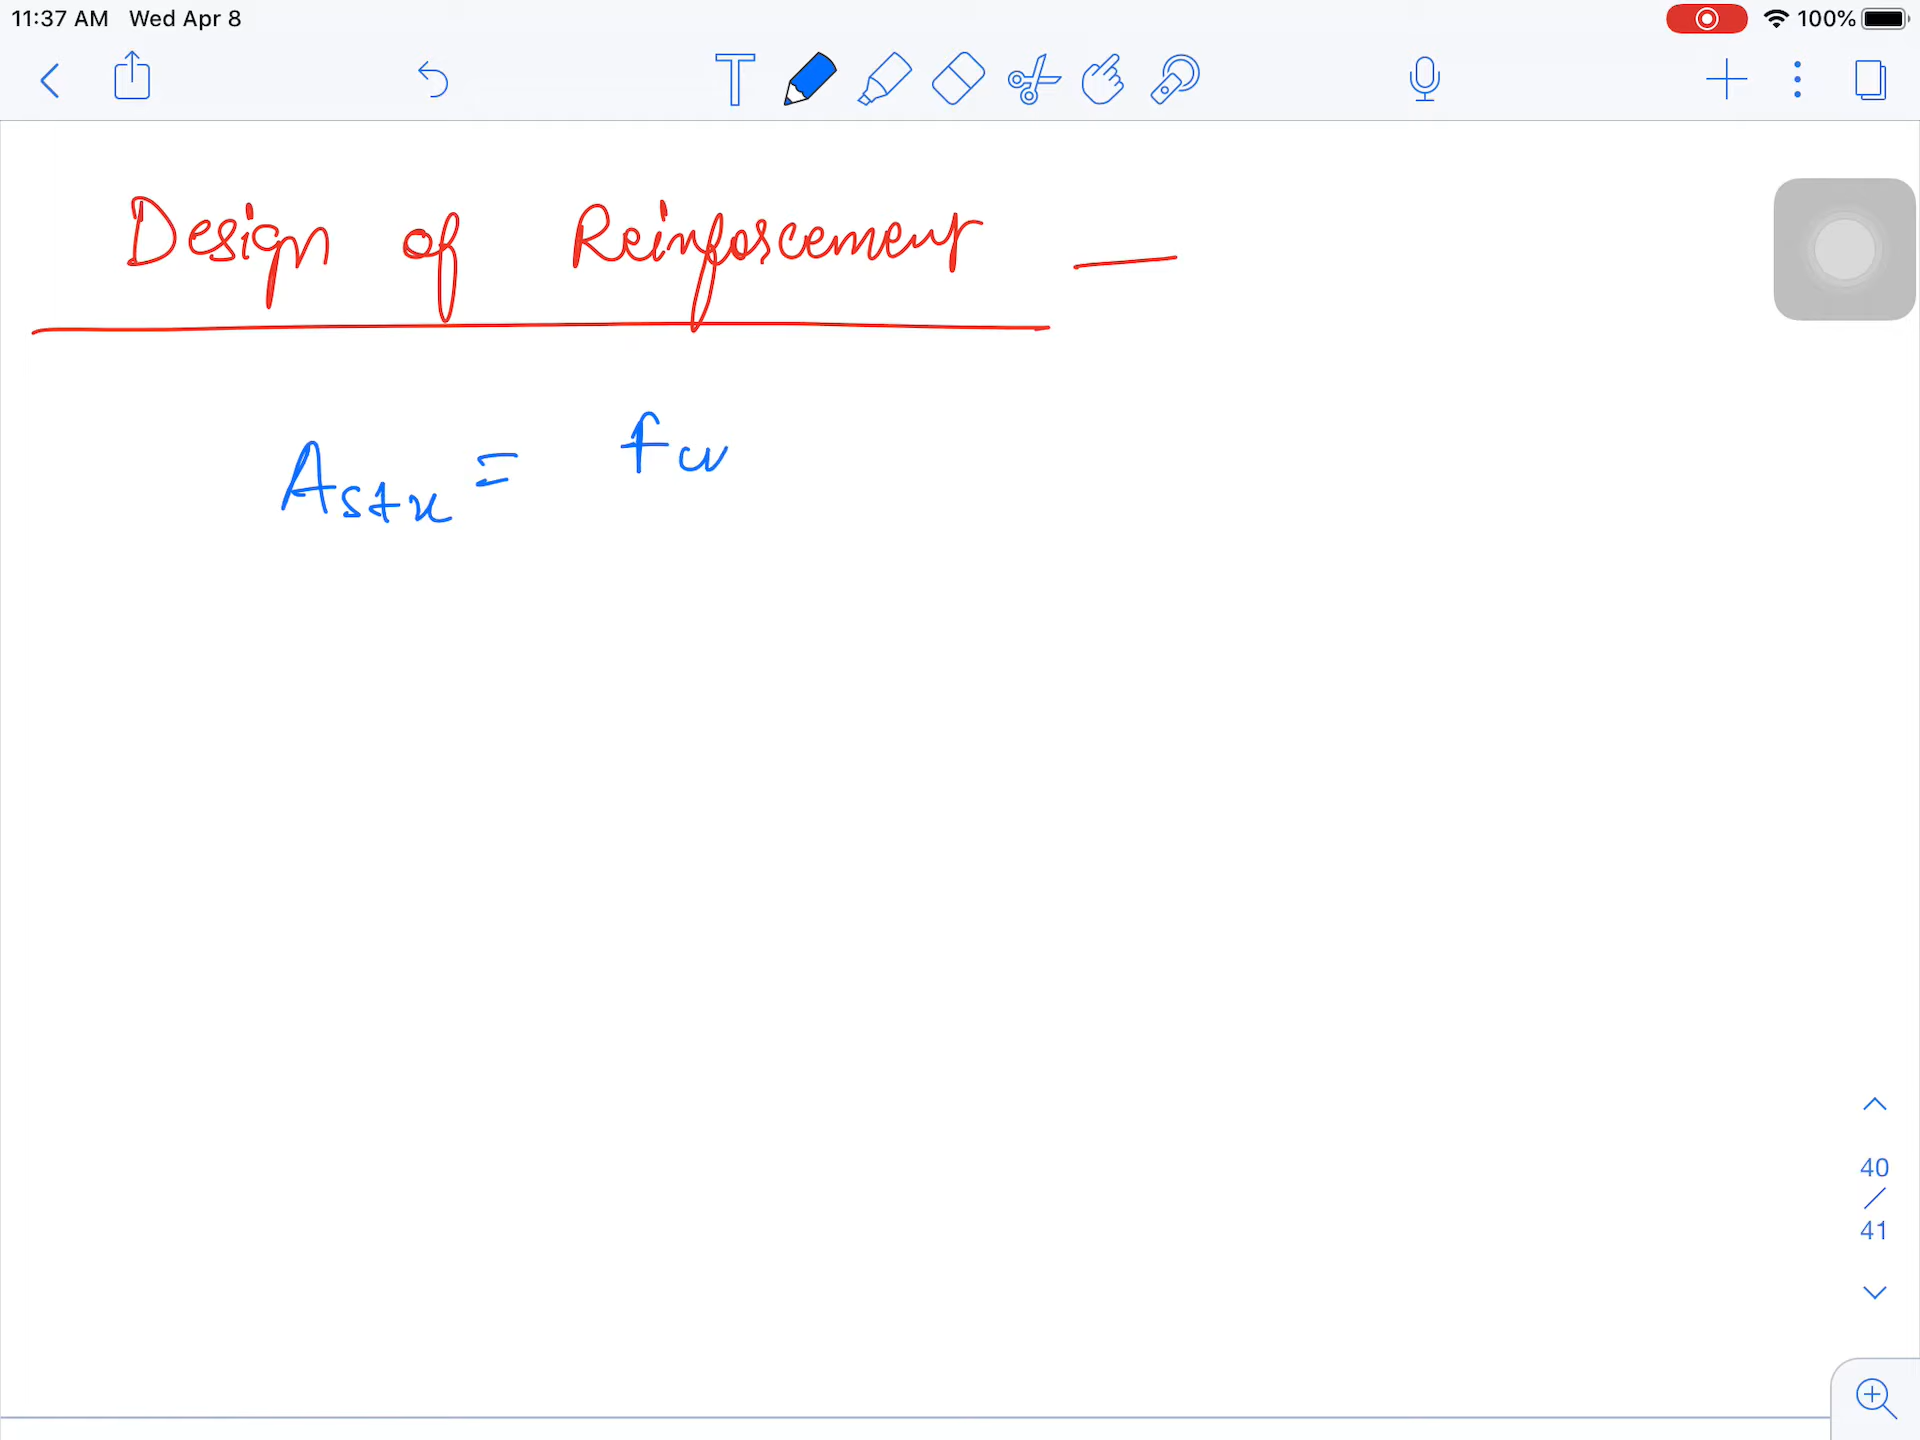 11:37 AM Wed Apr 8 100%
Design of Reinforcement —
Astx = fcu
40
/
41